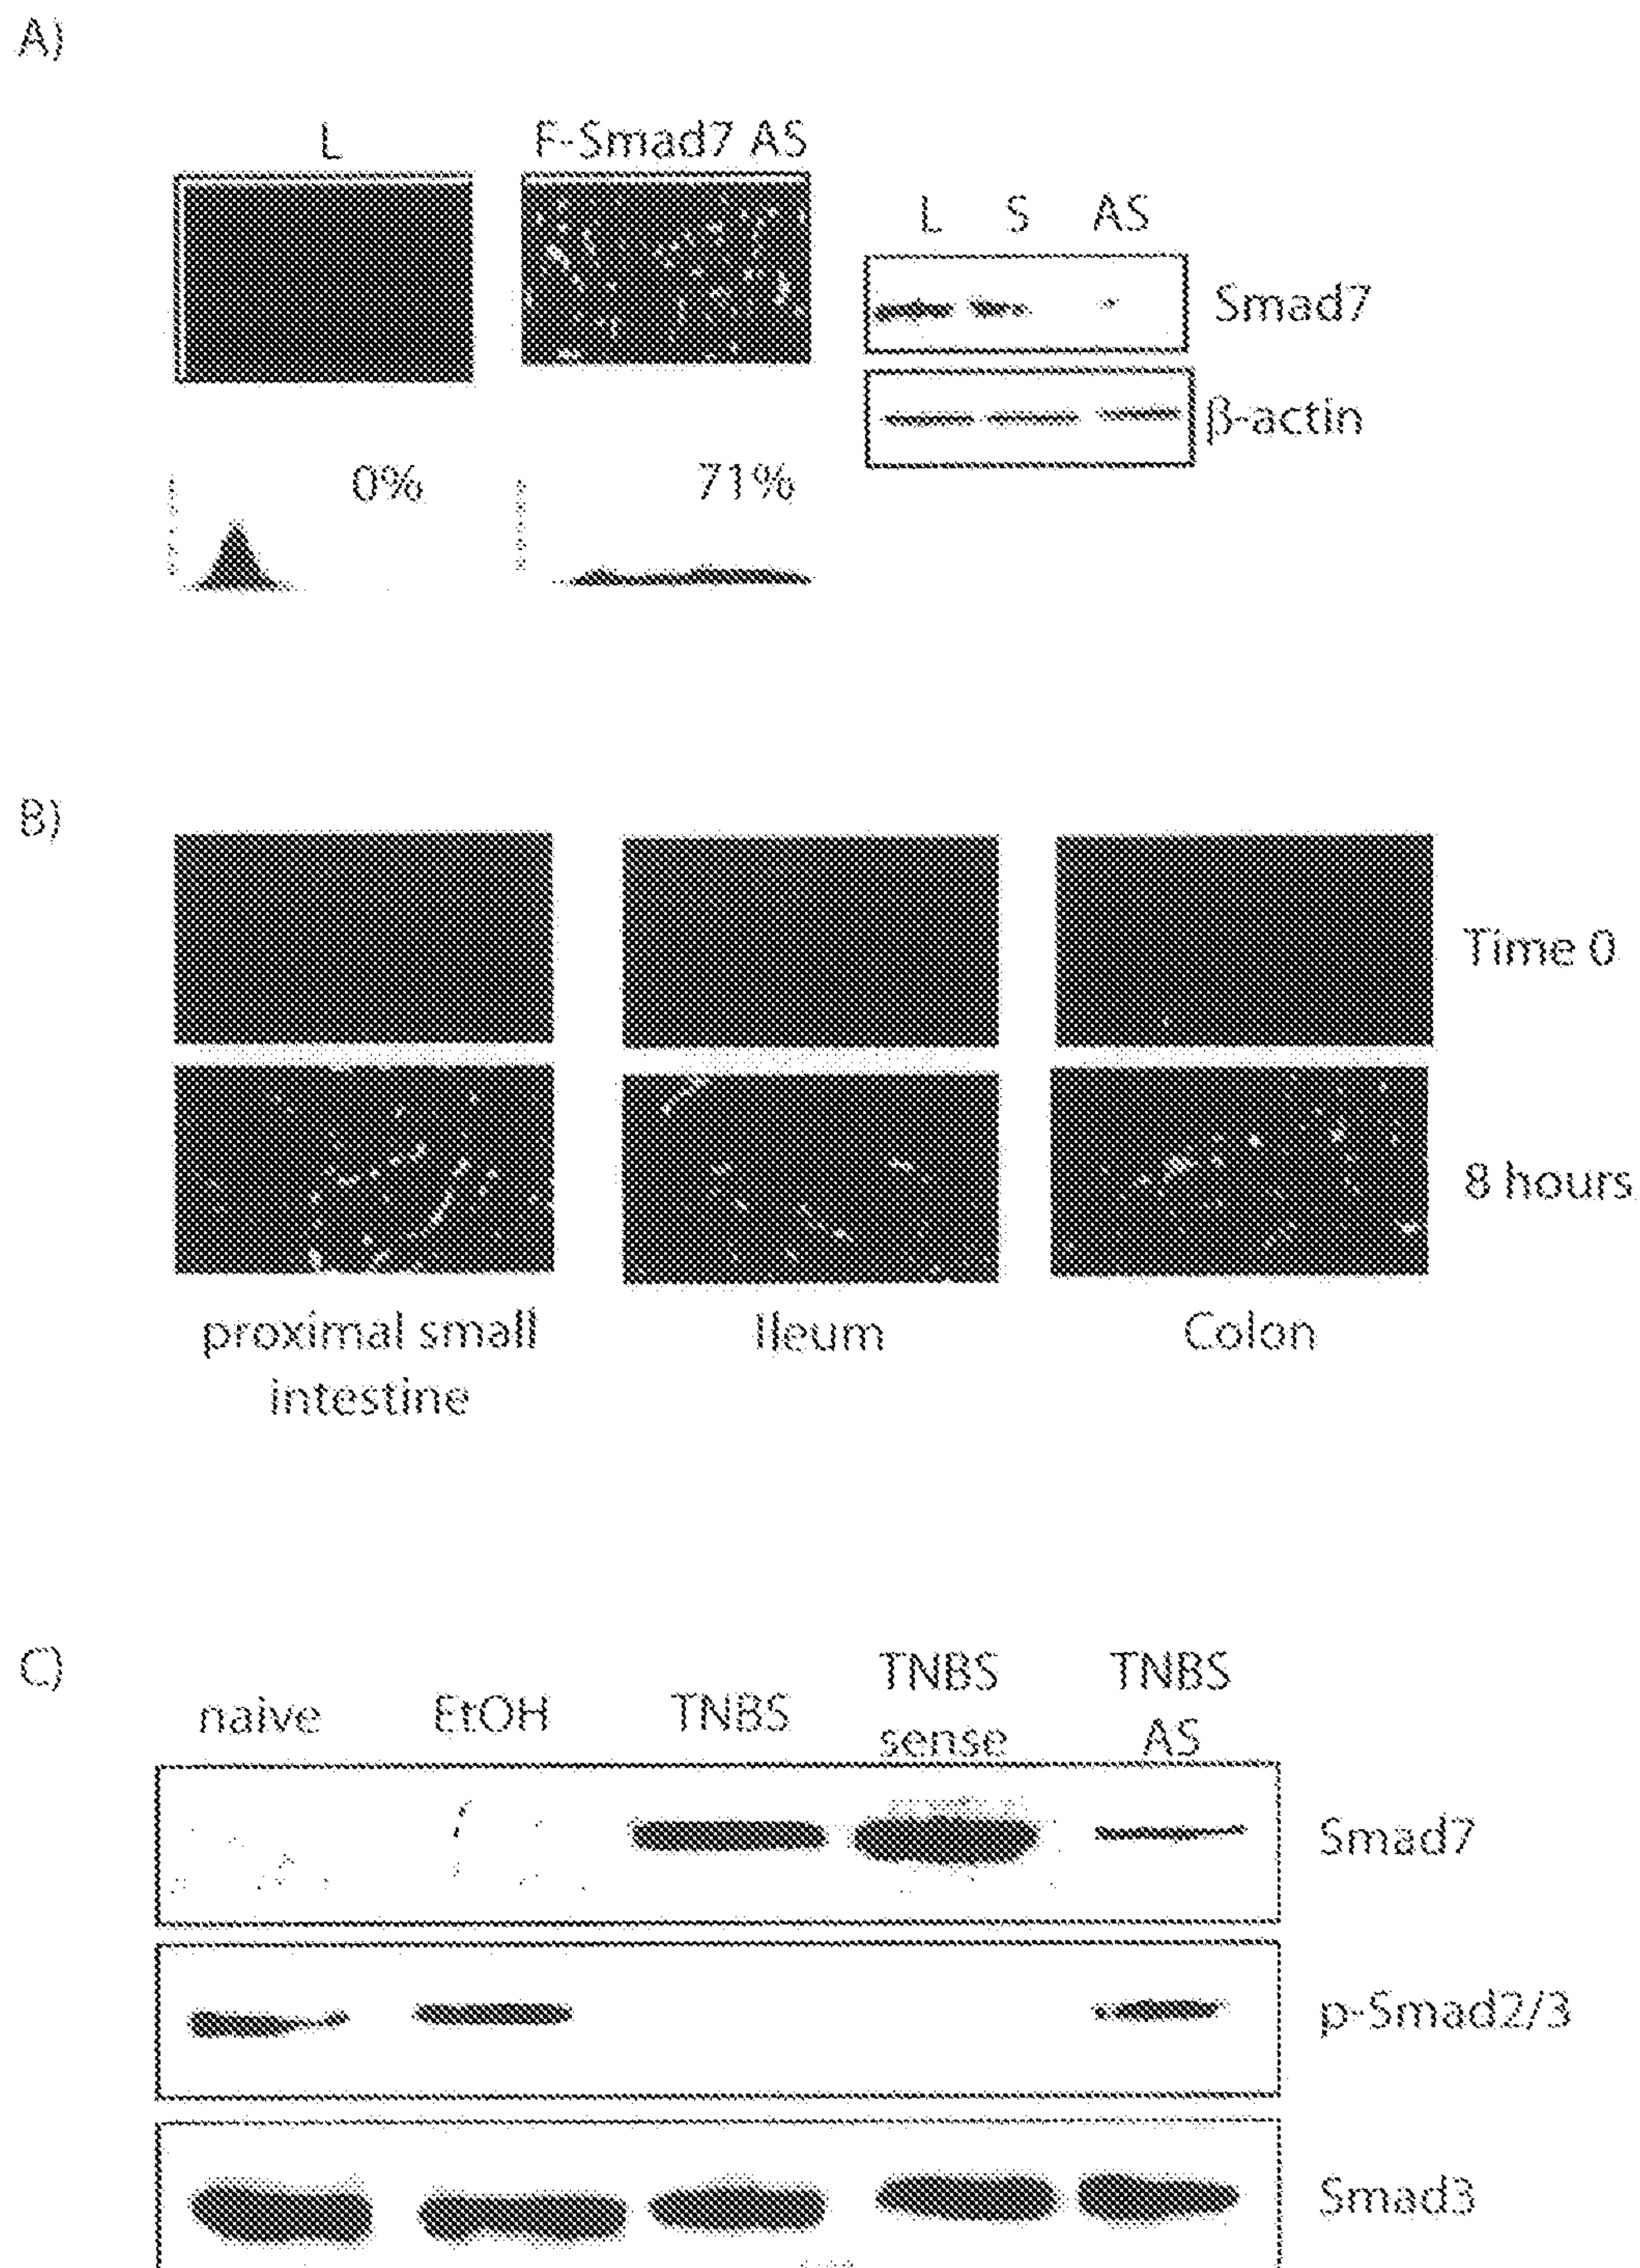 A)
L F-Smad7 AS
L S AS
Smad7
β-actin
0% 71%
B)
Time 0
8 hours
proximal small intestine Ileum Colon
C)
naive EtOH TNBS TNBS sense TNBS AS
Smad7
p-Smad2/3
Smad3